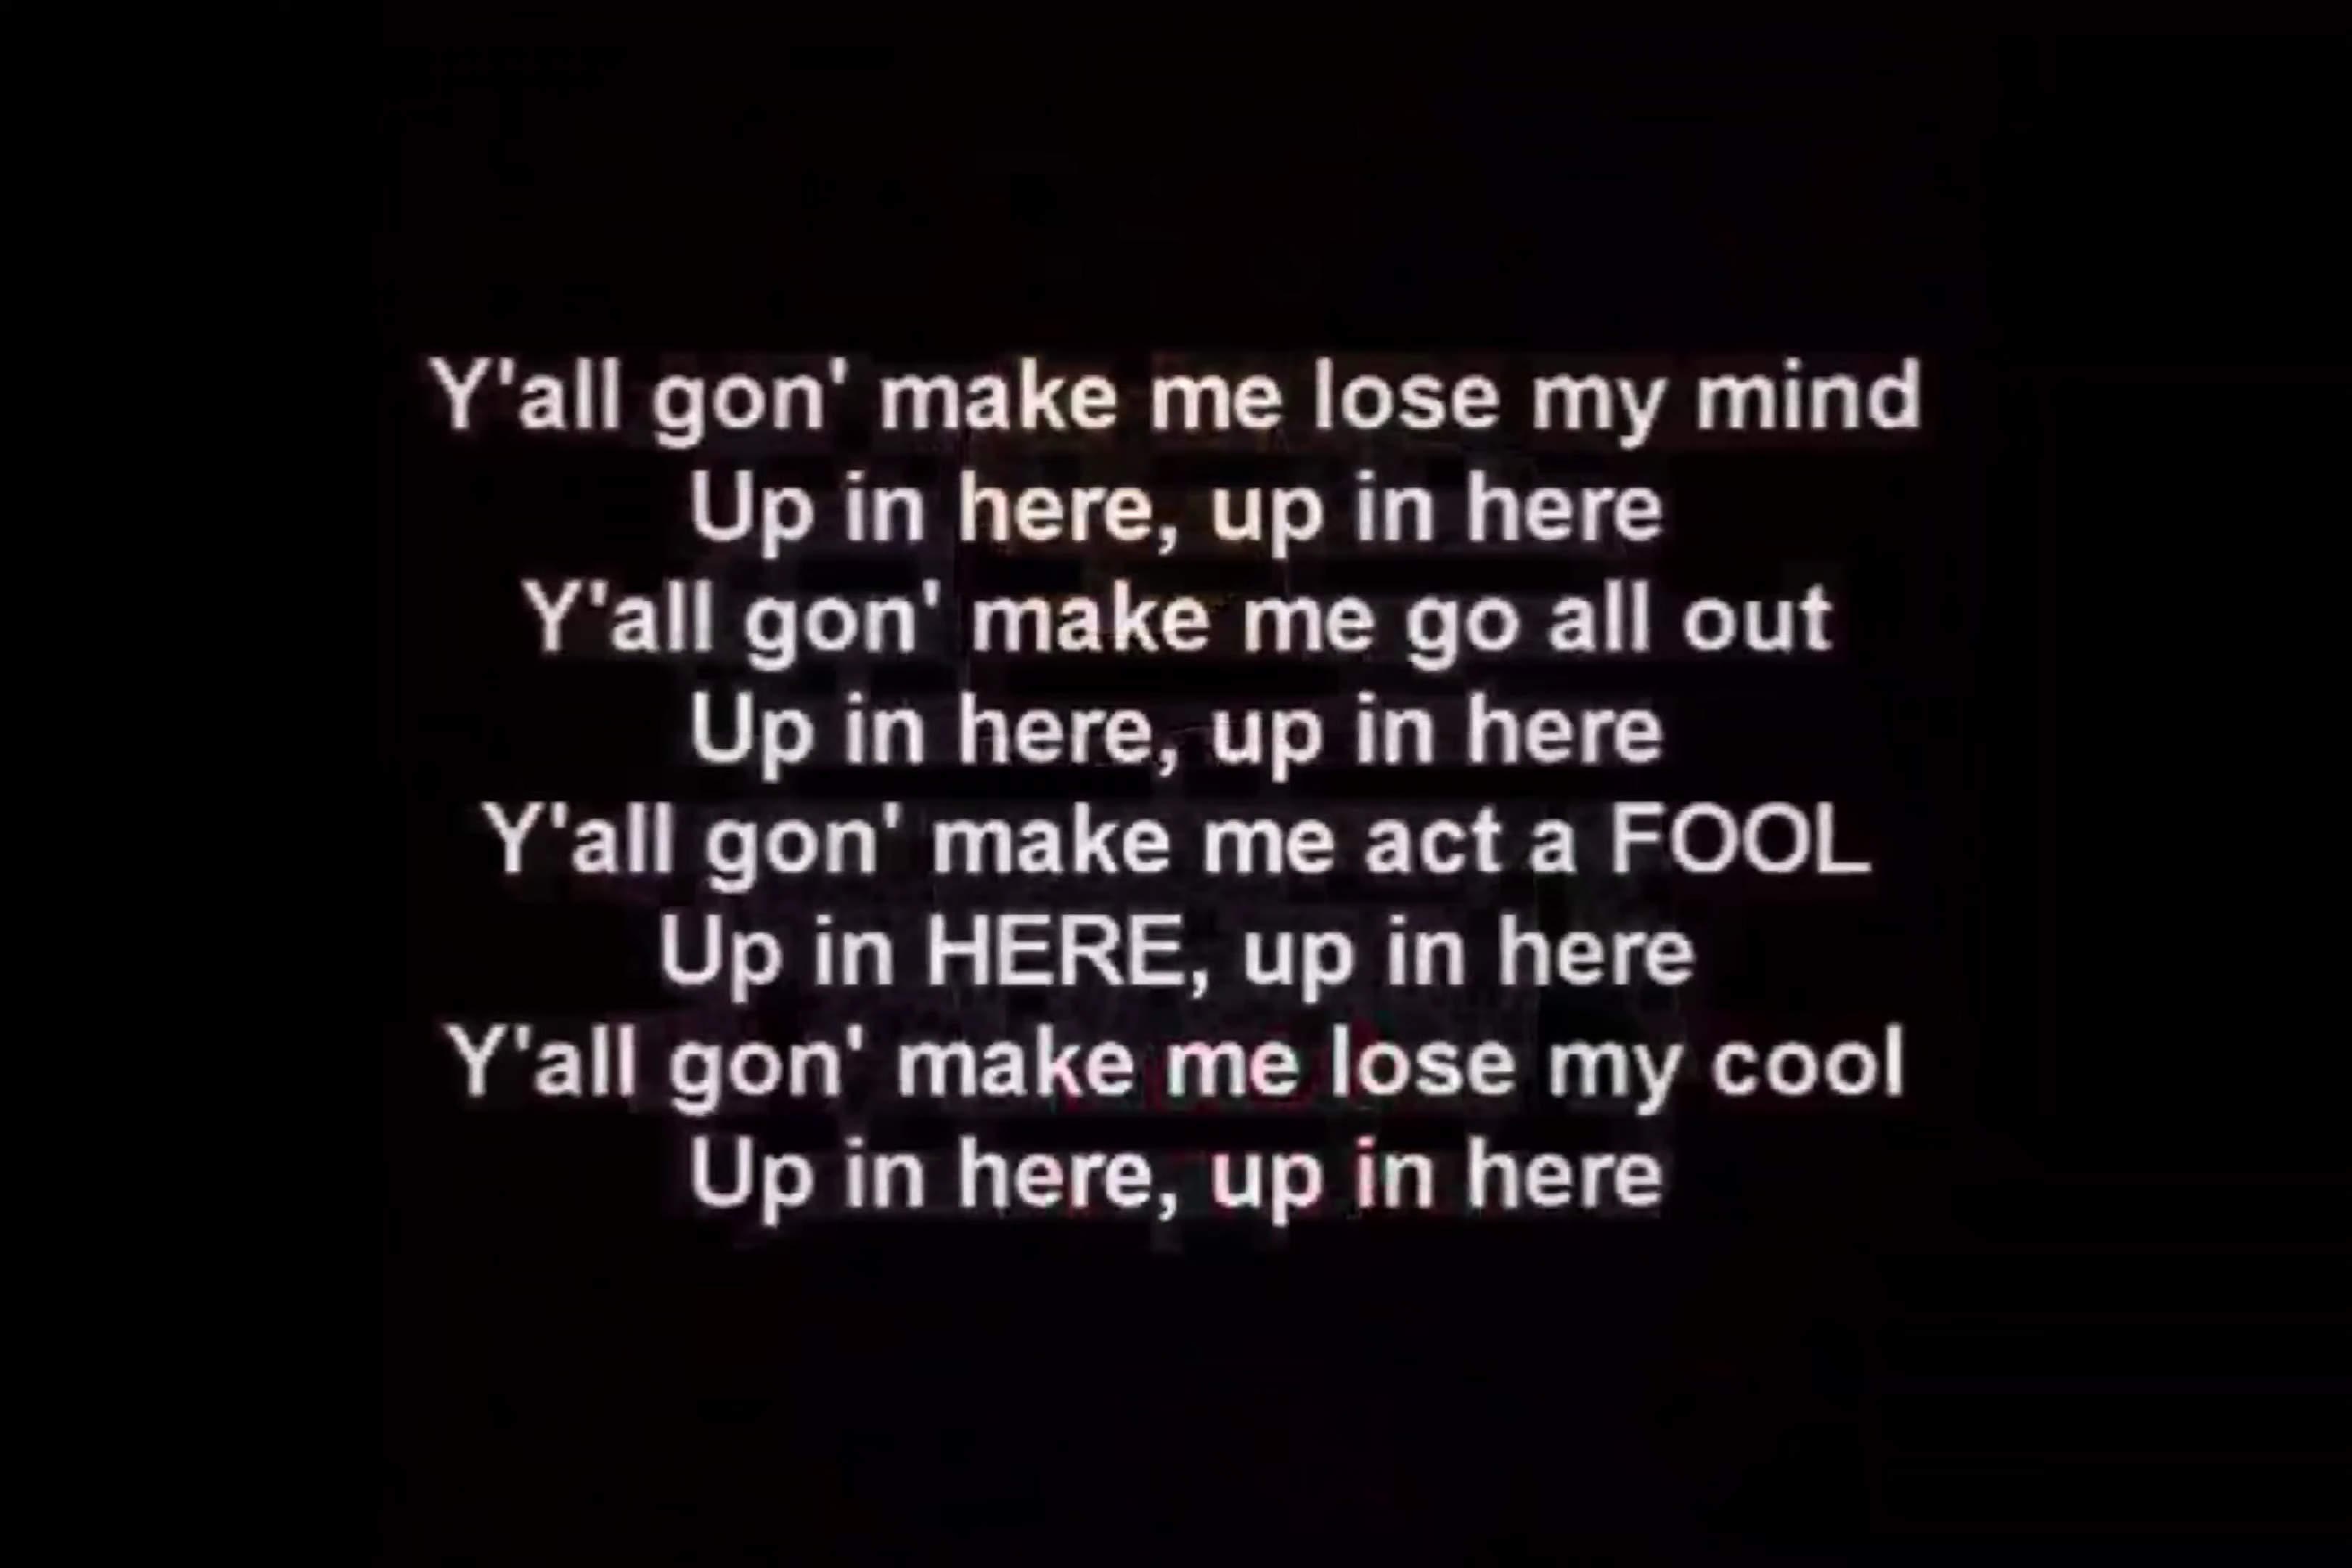 Y'all gon' make me lose my mind
Up in here, up in here
Y'all gon' make me go all out
Up in here, up in here
Y'all gon' make me act a FOOL
Up in HERE, up in here
Y'all gon' make me lose my cool
Up in here, up in here